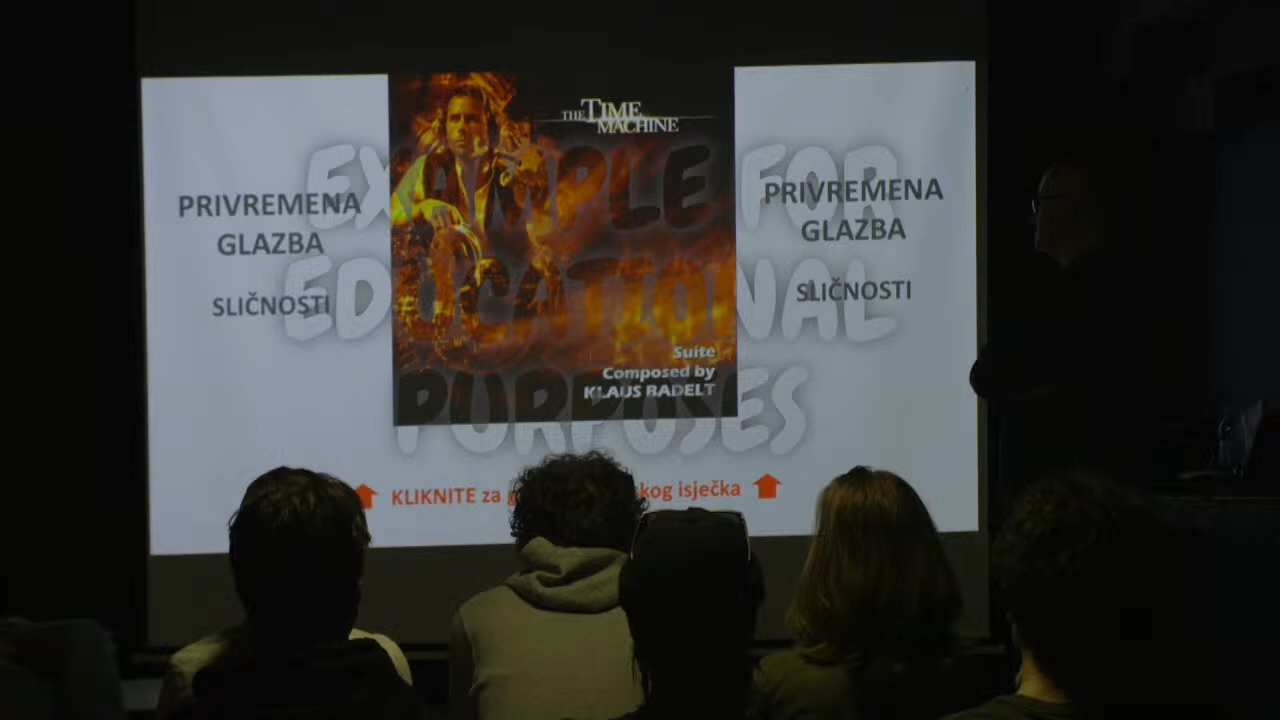 PRIVREMENA
GLAZBA
SLIČNOSTI
THE TIME
MACHINE
Suite
Composed by
KLAUS BADELT
PRIVREMENA
GLAZBA
SLIČNOSTI
EXAMPLE FOR
EDUCATIONAL
PURPOSES
KLIKNITE za isječka